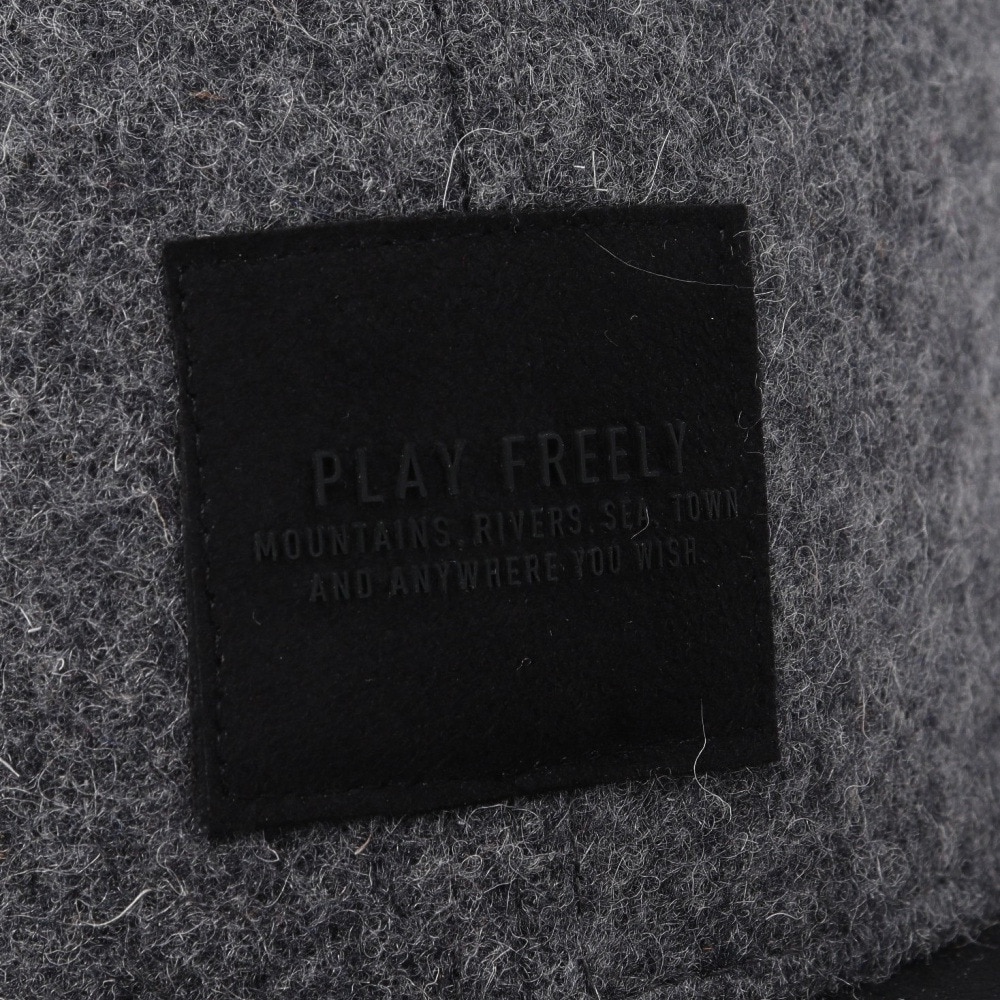 PLAY FREELY
MOUNTAINS, RIVERS, SEA, TOWN
AND ANYWHERE YOU WISH.